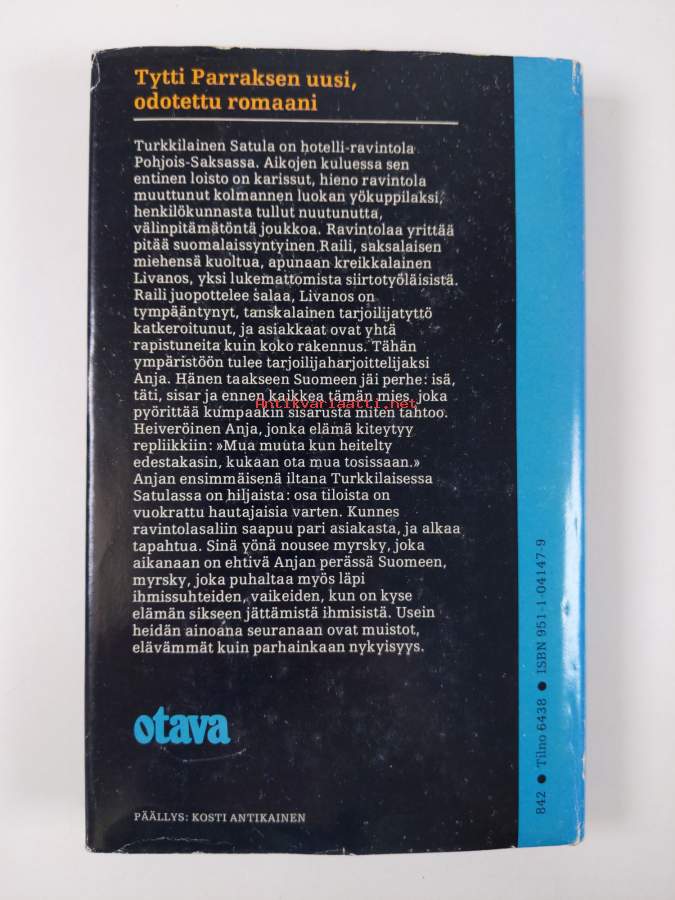 Tytti Parraksen uusi,
odotettu romaani
Turkkilainen Satula on hotelli-ravintola
Pohjois-Saksassa. Aikojen kuluessa sen
entinen loisto on karissut, hieno ravintola
muuttunut kolmannen luokan yökuppilaksi,
henkilökunnasta tullut nuutunutta,
välinpitämätöntä joukkoa. Ravintolaa yrittää
pitää suomalaissyntyinen Raili, saksalaisen
miehensä kuoltua, apunaan kreikkalainen
Livanos, yksi lukemattomista siirtotyöläisistä.
Raili juopottelee salaa, Livanos on
tympääntynyt, tanskalainen tarjoilijatyttö
katkeroitunut, ja asiakkaat ovat yhtä
rapistuneita kuin koko rakennus. Tähän
ympäristöön tulee tarjoilijaharjoittelijaksi
Anja. Hänen taakseen Suomeen jäi perhe: isä,
täti, sisar ja ennen kaikkea tämän mies, joka
Antikvariaatti.net
pyörittää kumpaakin sisarusta miten tahtoo.
Heiveröinen Anja, jonka elämä kiteytyy
repliikkiin: »Mua muuta kun heitelty
edestakasin, kukaan ota mua tosissaan.»
Anjan ensimmäisenä iltana Turkkilaisessa
Satulassa on hiljaista: osa tiloista on
vuokrattu hautajaisia varten. Kunnes
ravintolasaliin saapuu pari asiakasta, ja alkaa
tapahtua. Sinä yönä nousee myrsky, joka
aikanaan on ehtivä Anjan perässä Suomeen,
myrsky, joka puhaltaa myös läpi
ihmissuhteiden, vaikeiden, kun on kyse
elämän sikseen jättämistä ihmisistä. Usein
heidän ainoana seuranaan ovat muistot,
elävämmät kuin parhainkaan nykyisyys.
otava
PÄÄLLYS: KOSTI ANTIKAINEN
842 ● Tilno 6438 ● ISBN 951-1-04147-9